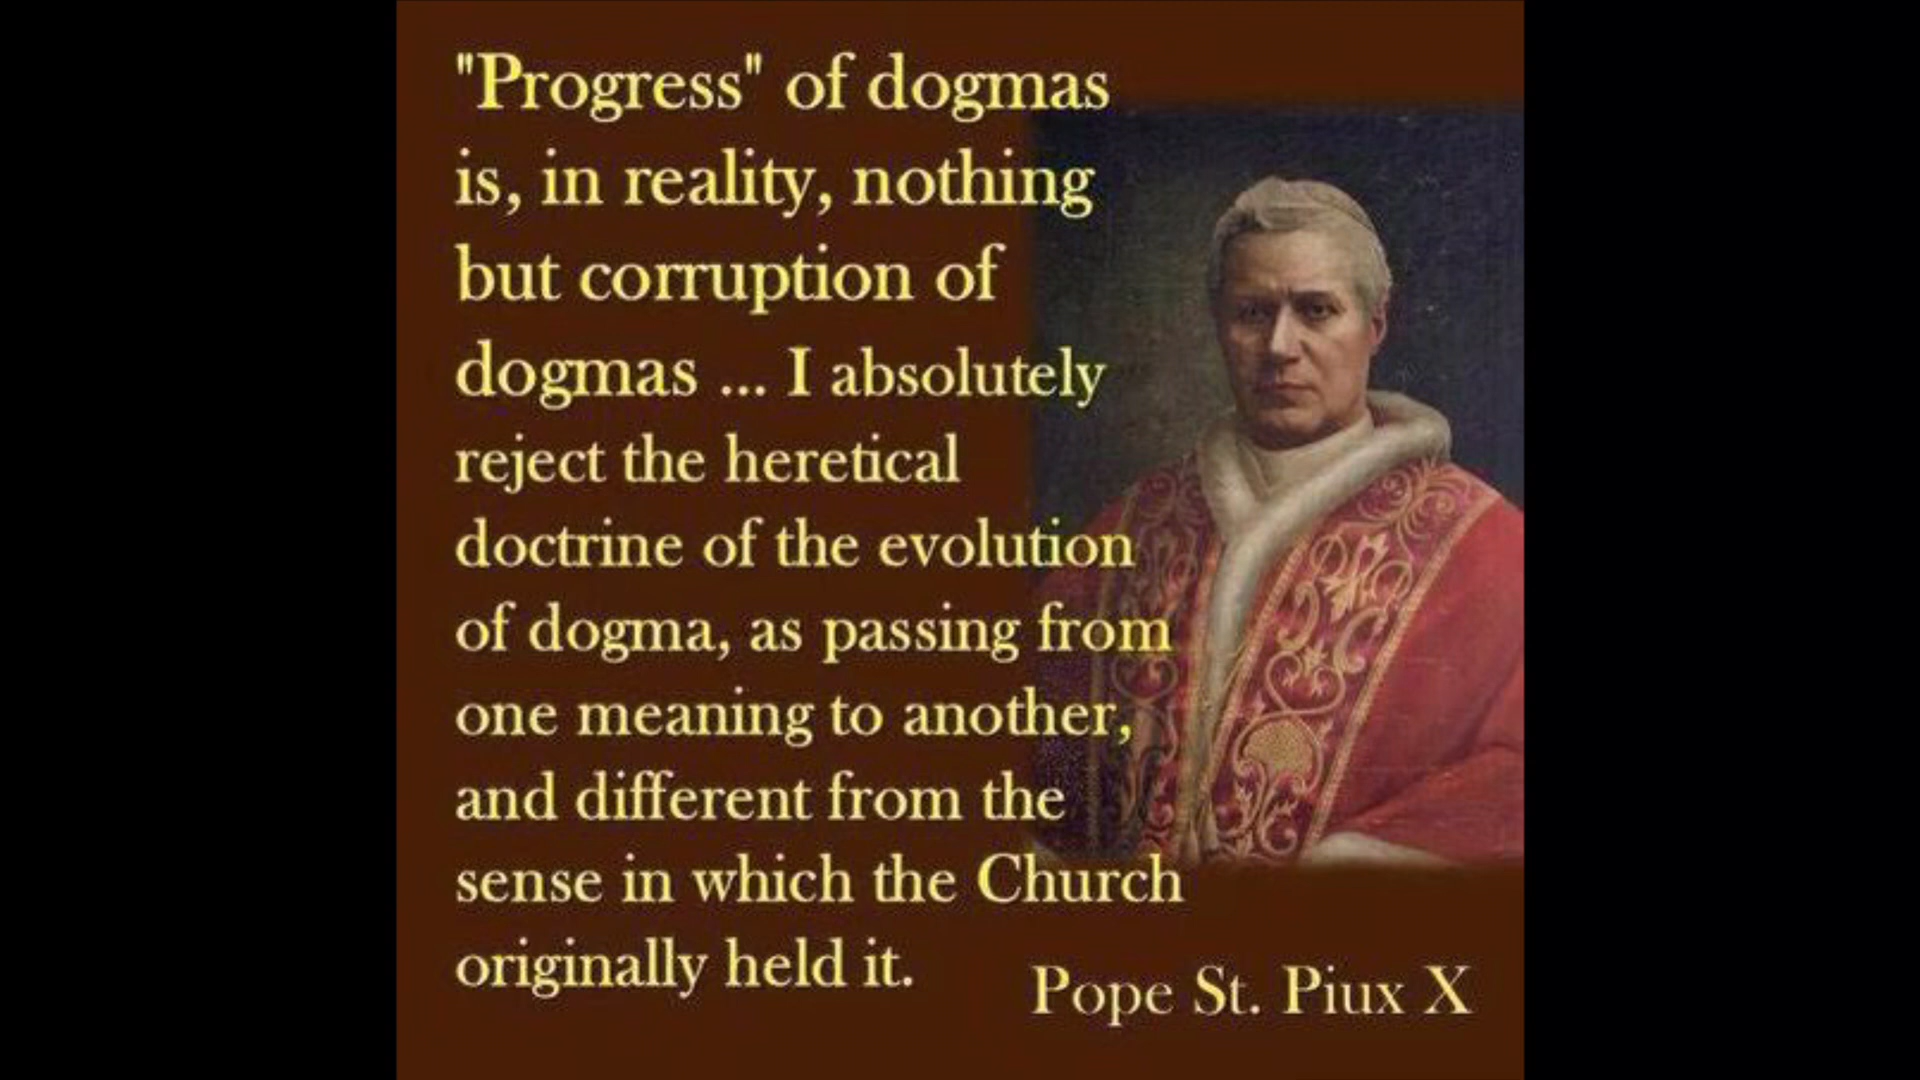 "Progress" of dogmas
is, in reality, nothing
but corruption of
dogmas ... I absolutely
reject the heretical
doctrine of the evolution
of dogma, as passing from
one meaning to another,
and different from the
sense in which the Church
originally held it.
Pope St. Piux X